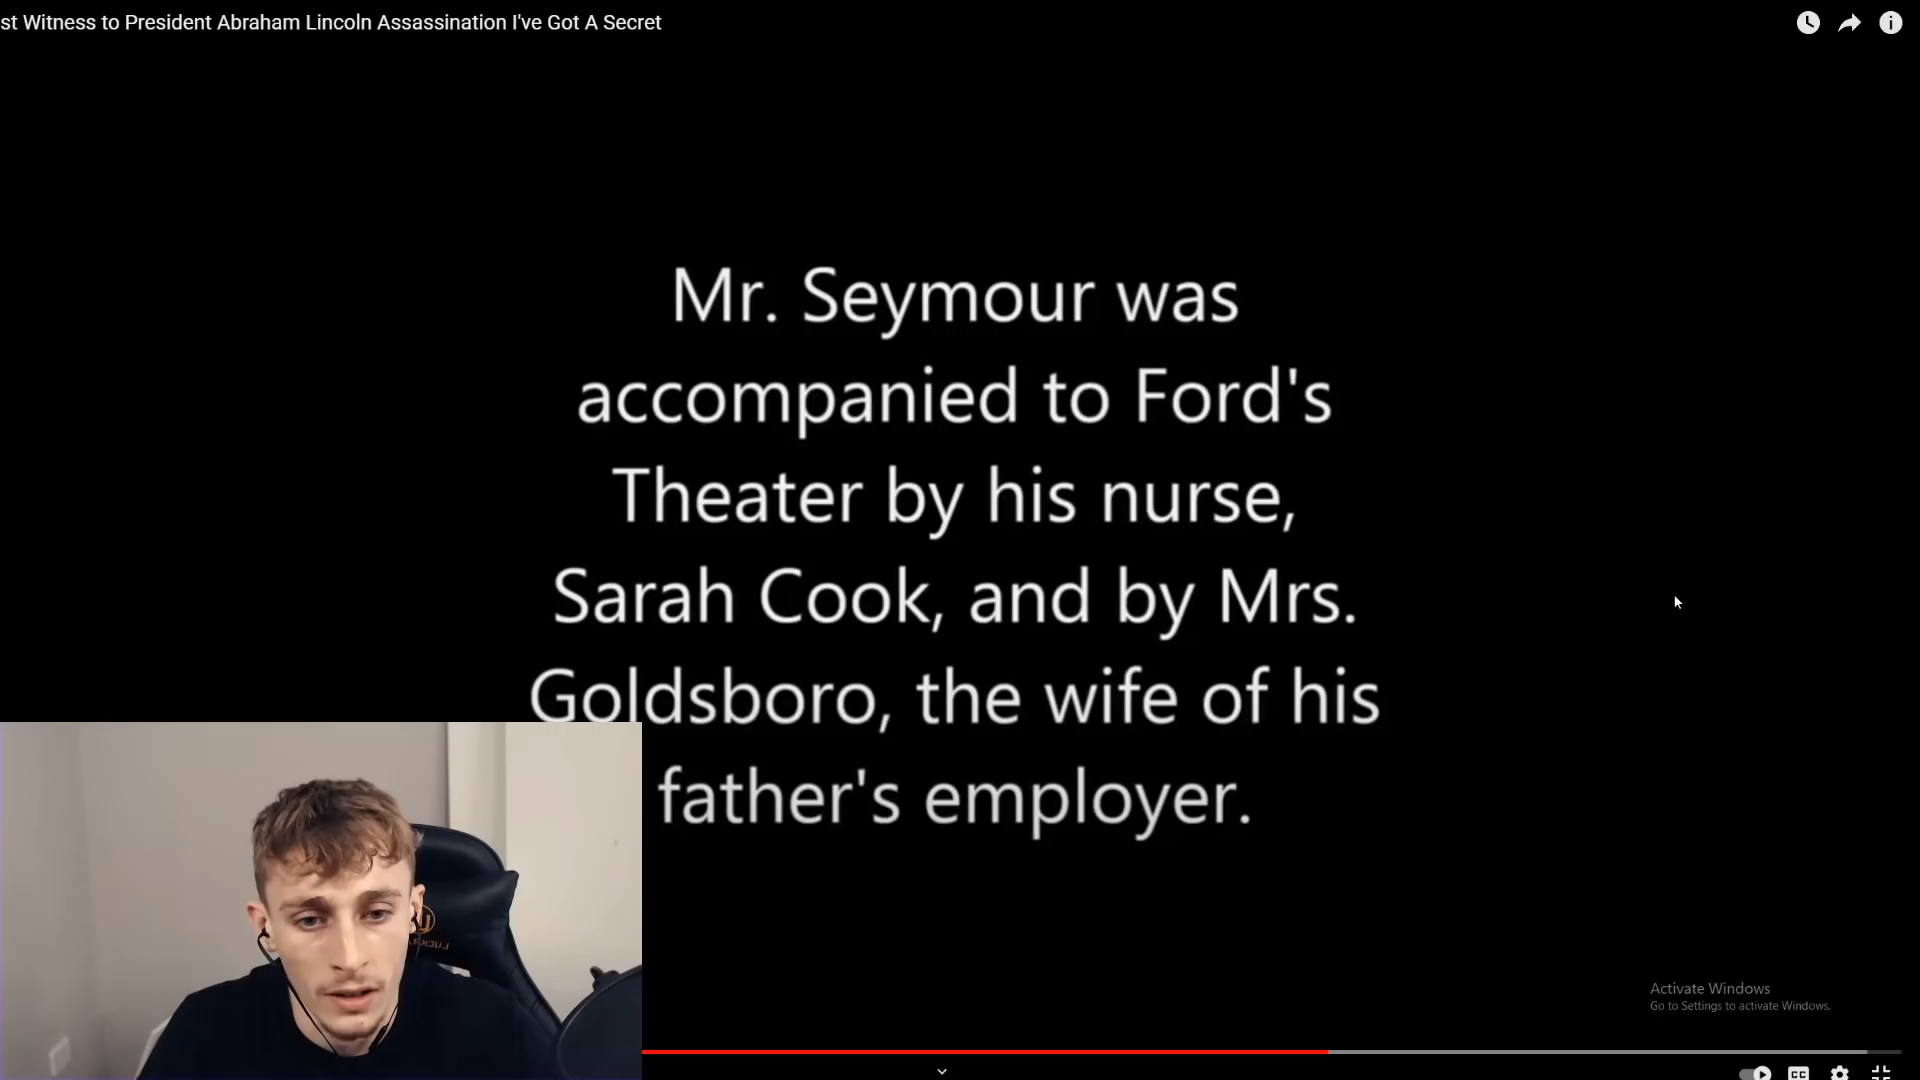 st Witness to President Abraham Lincoln Assassination I've Got A Secret
Mr. Seymour was
accompanied to Ford's
Theater by his nurse,
Sarah Cook, and by Mrs.
Goldsboro, the wife of his
father's employer.
Activate Windows
Go to Settings to activate Windows.
CC